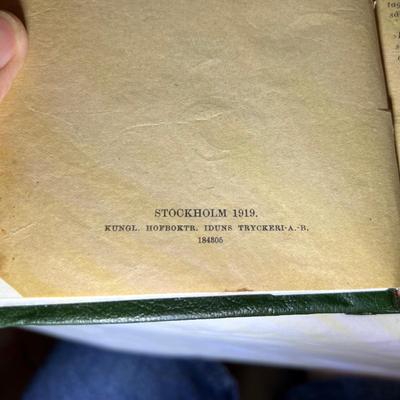 STOCKHOLM 1919.
KUNGL. HOFBOKTR. IDUNS TRYCKERI-A.-B.
184805